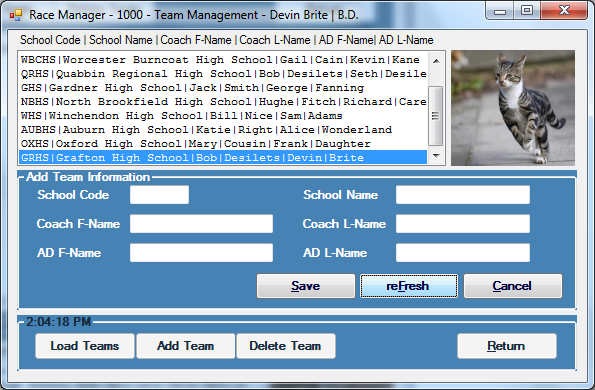 Race Manager - 1000 - Team Management - Devin Brite | B.D.
School Code | School Name | Coach F-Name | Coach L-Name | AD F-Name| AD L-Name
WBCHS|Worcester Burncoat High School|Gail|Cain|Kevin|Kane
QRHS|Quabbin Regional High School|Bob|Desilets|Seth|Desile
GHS|Gardner High School|Jack|Smith|George|Fanning
NBHS|North Brookfield High School|Hughe|Fitch|Richard|Care
WHS|Winchendon High School|Bill|Nice|Sam|Adams
AUBHS|Auburn High School|Katie|Right|Alice|Wonderland
OXHS|Oxford High School|Mary|Cousin|Frank|Daughter
GRHS|Grafton High School|Bob|Desilets|Devin|Brite
Add Team Information
School Code School Name
Coach F-Name Coach L-Name
AD F-Name AD L-Name
Save reFresh Cancel
2:04:18 PM
Load Teams Add Team Delete Team Return